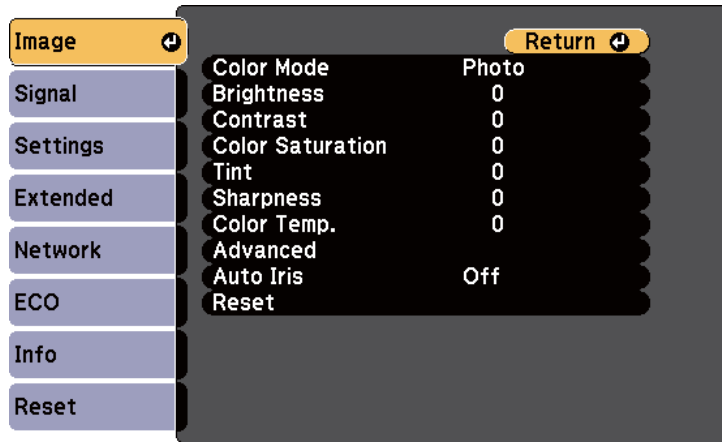 Image
Signal
Settings
Extended
Network
ECO
Info
Reset
Return
Color Mode Photo
Brightness 0
Contrast 0
Color Saturation 0
Tint 0
Sharpness 0
Color Temp. 0
Advanced
Auto Iris Off
Reset